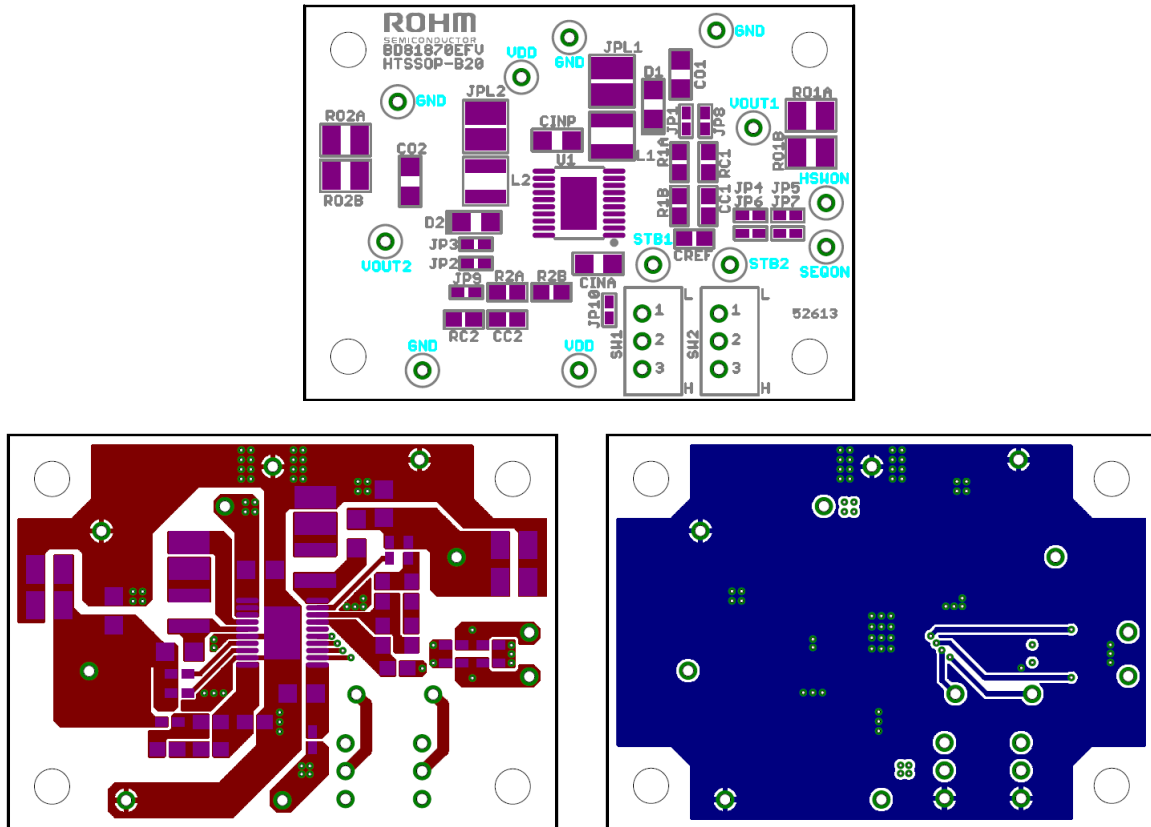 ROHM
SEMICONDUCTOR
BD81870EFV
HTSSOP-B20
VDD
GND
GND
JPL1
D1
CO1
GND
JPL2
RO2A
CO2
CINP
JP1
JP8
VOUT1
RO1A
RO1B
L1
R1A
RC1
U1
RO2B
L2
HSWON
D2
R1B
CC1
JP4
JP5
JP6
JP7
VOUT2
JP3
JP2
STB1
CREF
STB2
SEQON
JP9
R2A
R2B
CINA
JP10
L
L
RC2
CC2
SW1
1
2
3
SW2
1
2
3
52613
GND
VDD
H
H